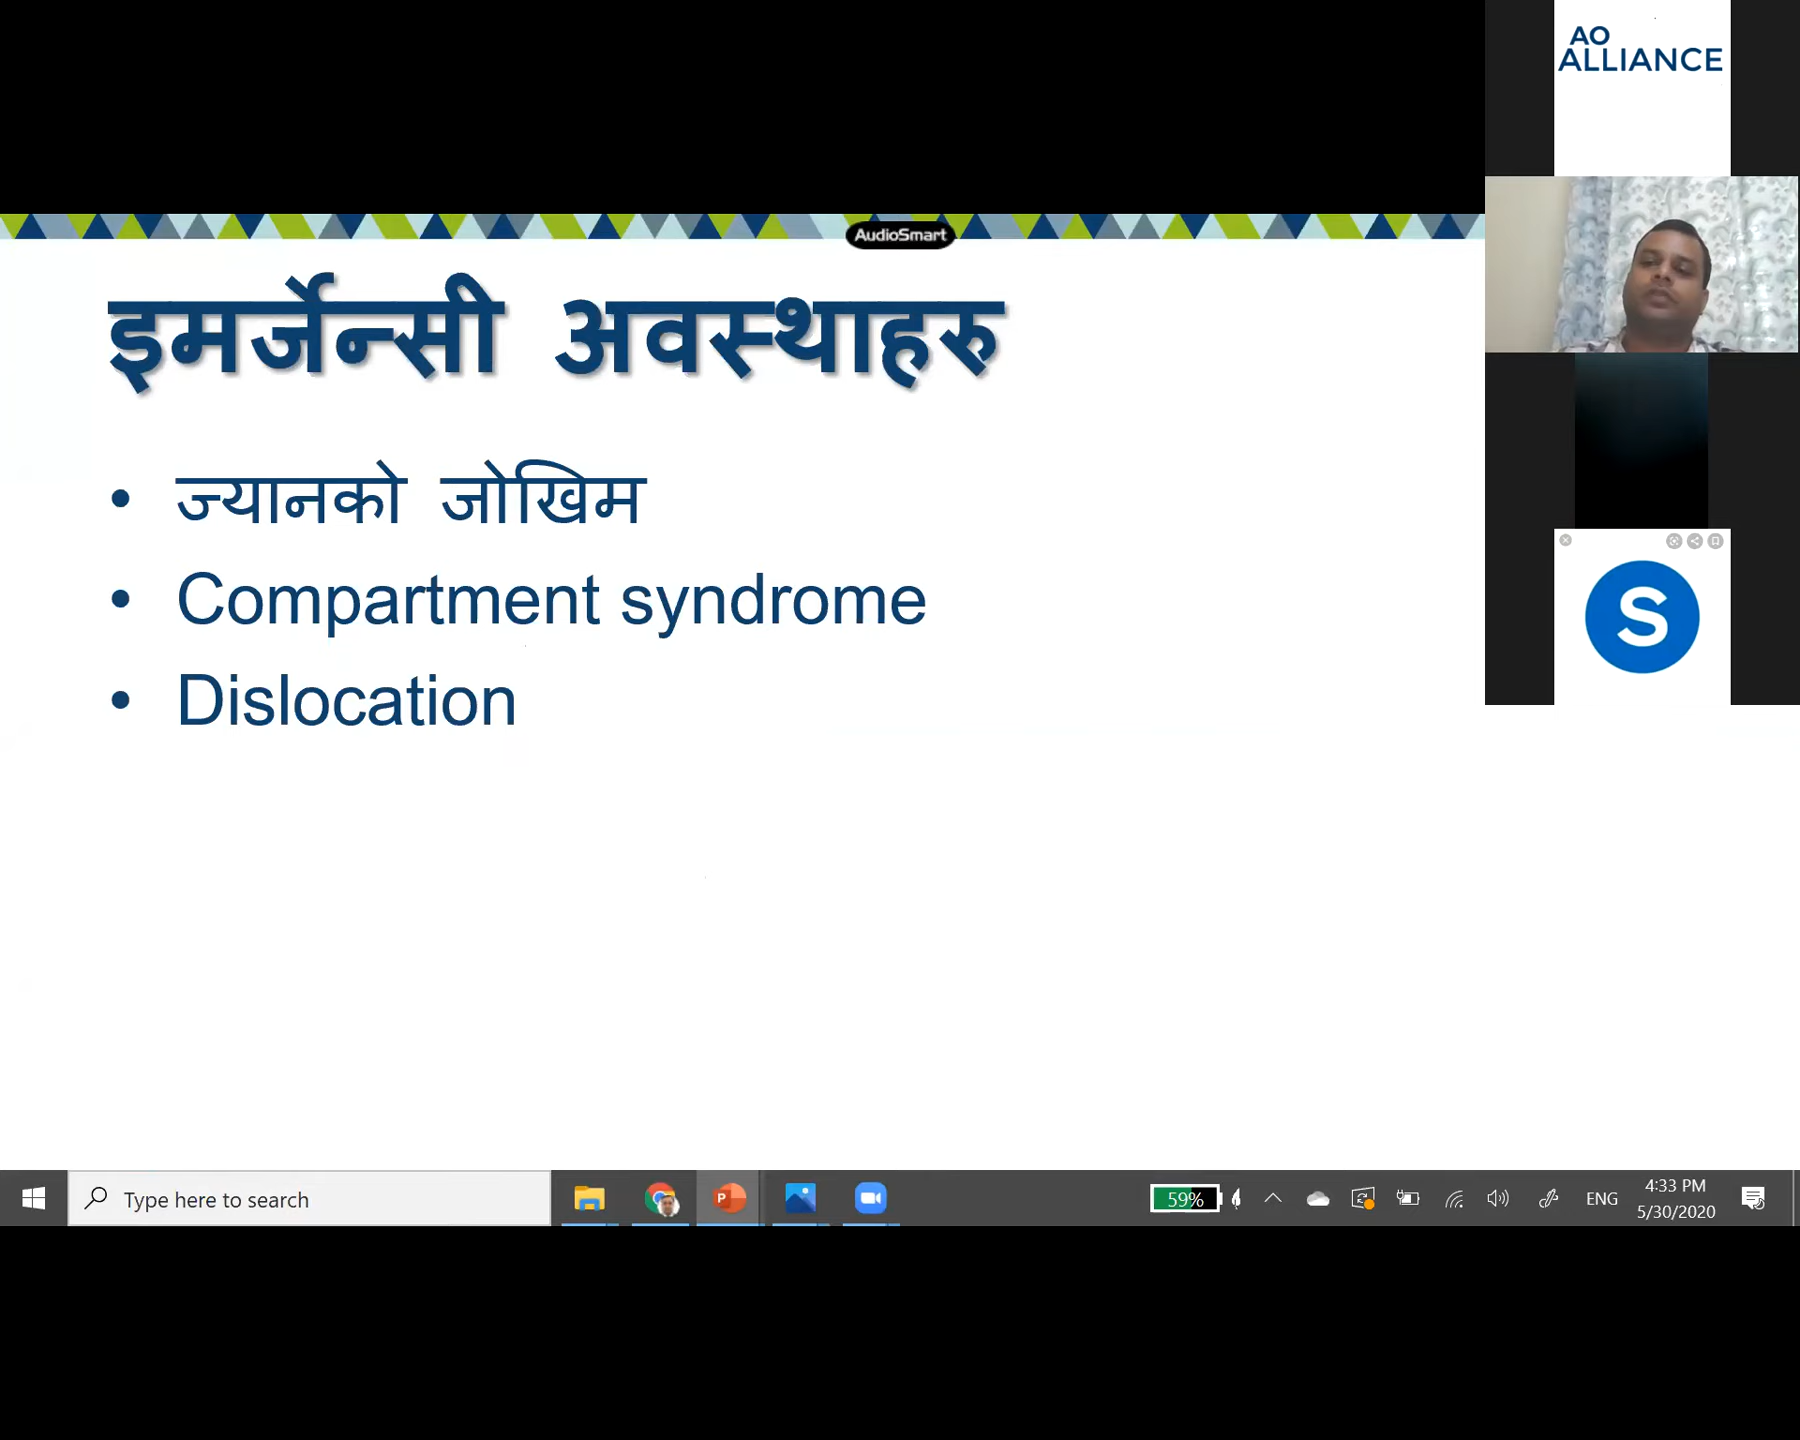 AO
ALLIANCE
AudioSmart
इमर्जेन्सी अवस्थाहरु
• ज्यानको जोखिम
• Compartment syndrome
• Dislocation
S
Type here to search
59%
ENG
4:33 PM
5/30/2020